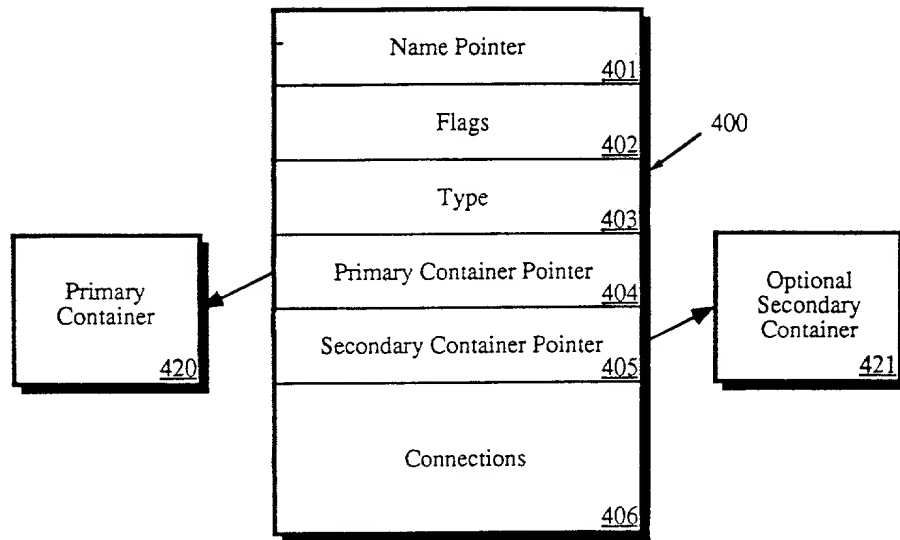 Name Pointer
401
Flags
402
400
Type
403
Primary
Container
420
Primary Container Pointer
404
Secondary Container Pointer
405
Optional
Secondary
Container
421
Connections
406